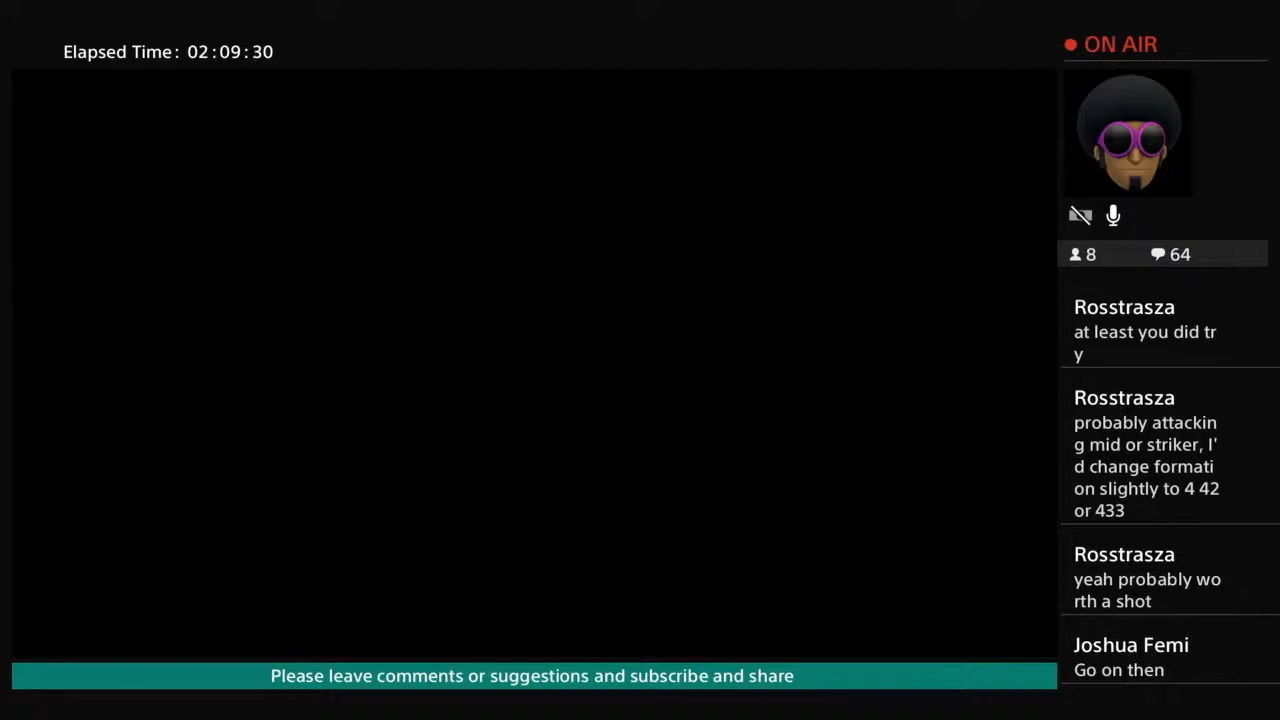 Elapsed Time: 02:09:30
ON AIR
8 64
Rosstrasza
at least you did tr
y
Rosstrasza
probably attackin
g mid or striker, I'
d change formati
on slightly to 4 42
or 433
Rosstrasza
yeah probably wo
rth a shot
Joshua Femi
Go on then
Please leave comments or suggestions and subscribe and share